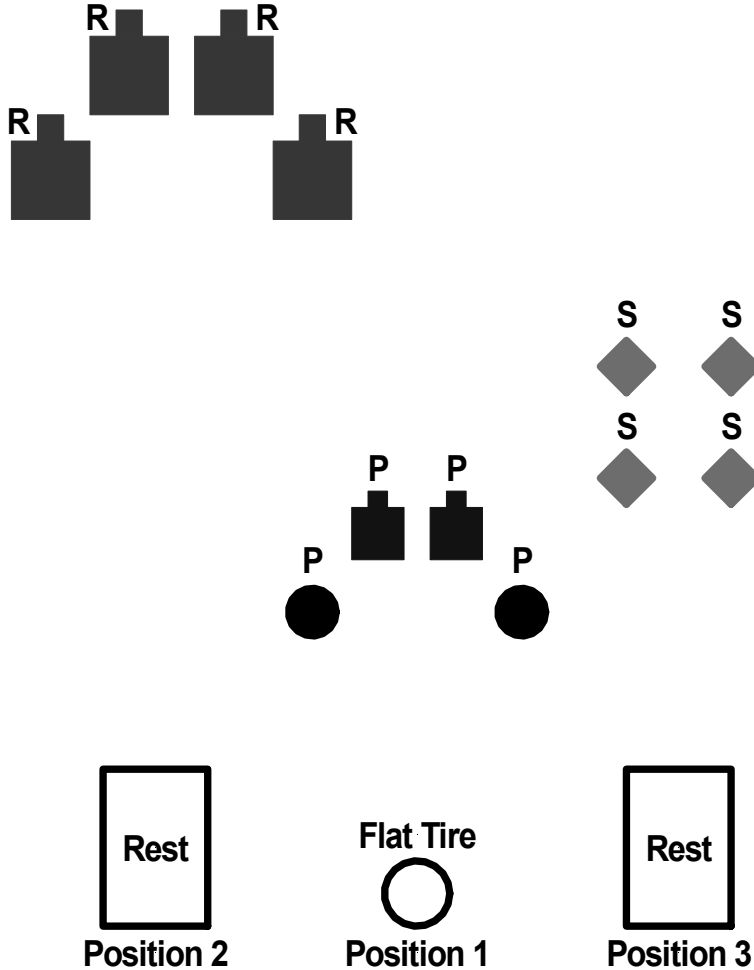 R R
R R
S S
S S
P P
P P
Flat Tire
Rest Rest
Position 2 Position 1 Position 3